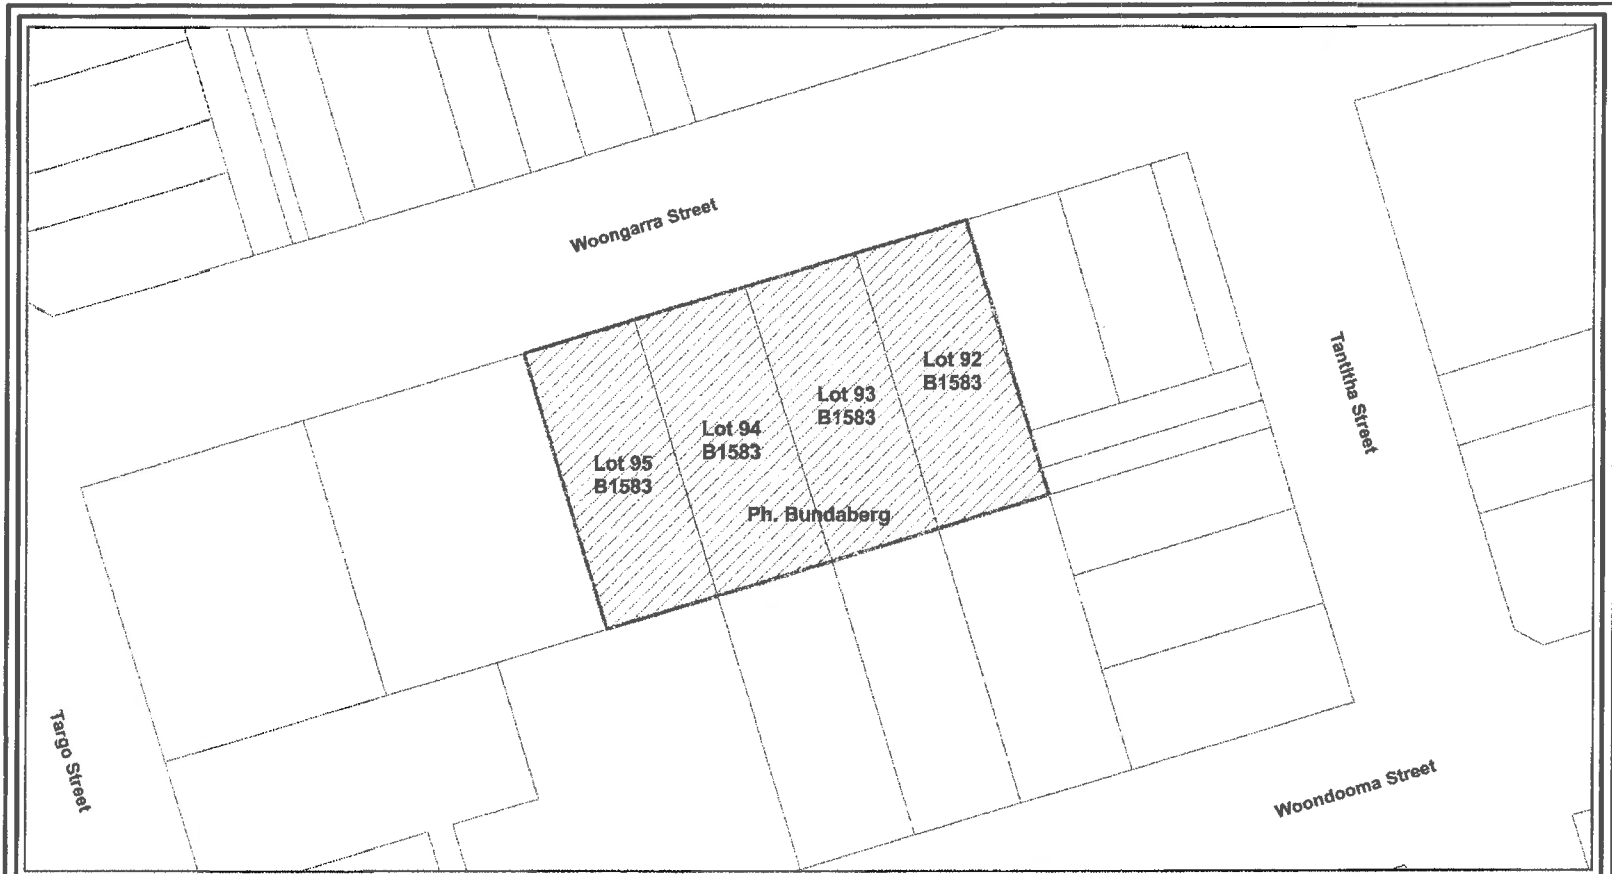 Woongarra Street
Lot 92
B1583
Lot 93
B1583
Lot 94
B1583
Lot 95
B1583
Ph. Bundaberg
Tantitha Street
Targo Street
Woondooma Street